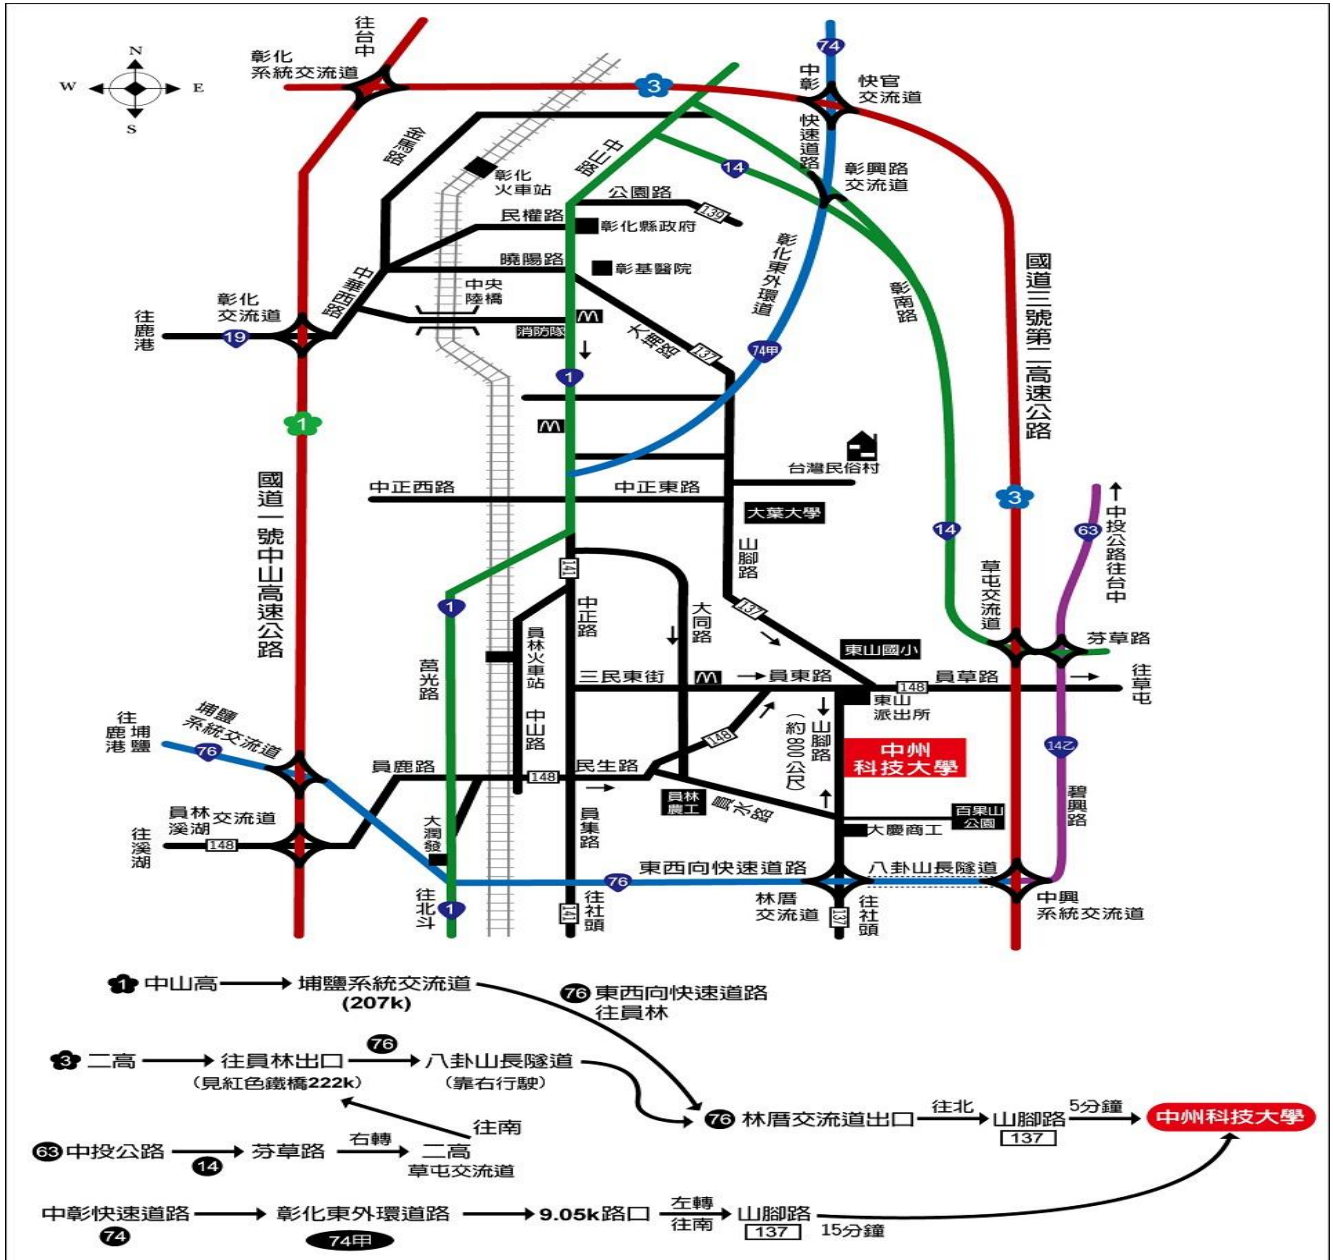 N
W
E
S
往台中
彰化
系統交流道
3
74
中彰
快速道路
快官
交流道
金馬路
彰化
火車站
中山路
14
彰興路
交流道
公園路
139
民權路
彰化縣政府
曉陽路
彰基醫院
彰化東外環道
彰南路
國道三號第二高速公路
中華西路
中央
陸橋
彰化
交流道
往鹿港
19
消防隊
大埔路
137
74甲
1
1
國道一號中山高速公路
台灣民俗村
中正西路
中正東路
大葉大學
3
14
63
中投公路往台中
山腳路
草屯交流道
141
中正路
大同路
137
1
莒光路
員林火車站
東山國小
芬草路
三民東街
員東路
148
員草路
往草屯
東山
派出所
中山路
148
山腳路
(約800公尺)
中州
科技大學
14乙
碧興路
往鹿港
埔鹽
埔鹽
系統交流道
76
員鹿路
148
民生路
員林
農工
員水路
百果山
公園
大慶商工
員林
溪湖
交流道
往溪湖
148
大潤發
員集路
東西向快速道路
八卦山長隧道
76
往北斗
1
141
往社頭
林厝
交流道
137
往社頭
中興
系統交流道
1 中山高
埔鹽系統交流道
(207k)
76 東西向快速道路
往員林
3 二高
往員林出口
(見紅色鐵橋222k)
76
八卦山長隧道
(靠右行駛)
76 林厝交流道出口
往北
山腳路
137
5分鐘
中州科技大學
63 中投公路
14
芬草路
右轉
二高
草屯交流道
往南
中彰快速道路
74
彰化東外環道路
74甲
9.05k路口
左轉
往南
山腳路
137
15分鐘